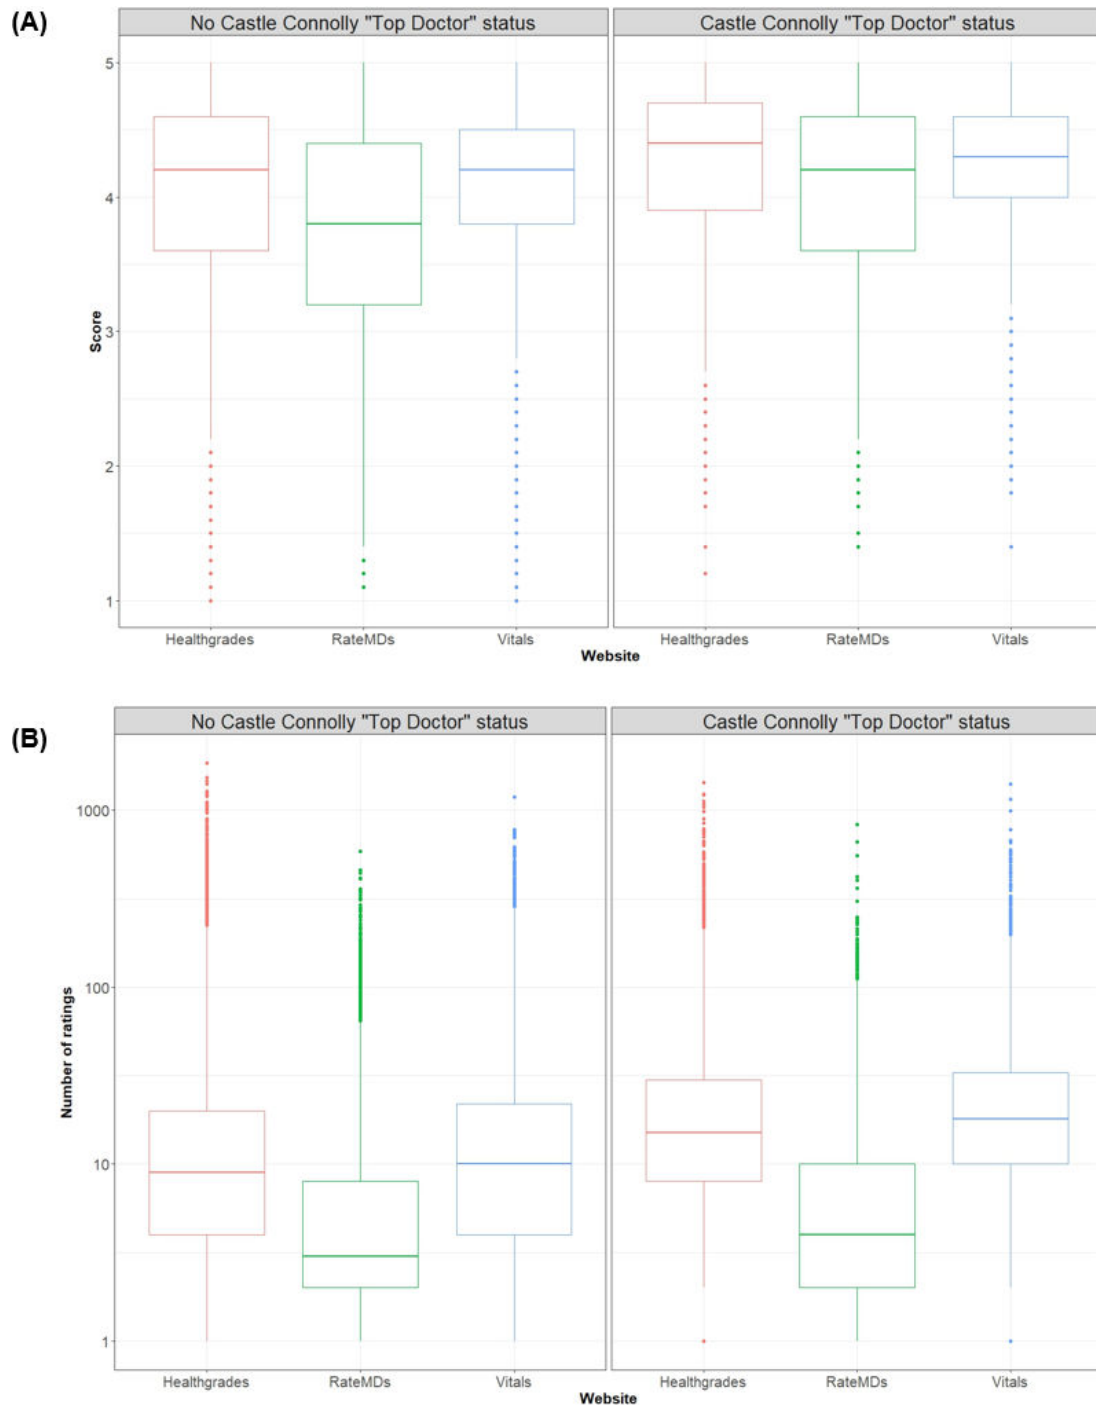 (A)
No Castle Connolly "Top Doctor" status
Castle Connolly "Top Doctor" status
5
4
3
2
1
Score
Healthgrades
RateMDs
Vitals
Healthgrades
RateMDs
Vitals
Website
(B)
No Castle Connolly "Top Doctor" status
Castle Connolly "Top Doctor" status
1000
100
10
1
Number of ratings
Healthgrades
RateMDs
Vitals
Healthgrades
RateMDs
Vitals
Website